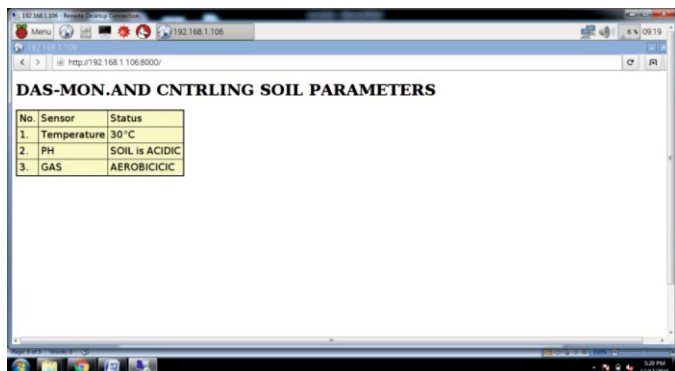 192.168.1.106 - Remote Desktop Connection
Menu 192.168.1.106 09:19
192.168.1.106
http://192.168.1.106:8000/
DAS-MON.AND CNTRLING SOIL PARAMETERS
No. Sensor Status
1. Temperature 30°C
2. PH SOIL is ACIDIC
3. GAS AEROBICICIC
5:20 PM